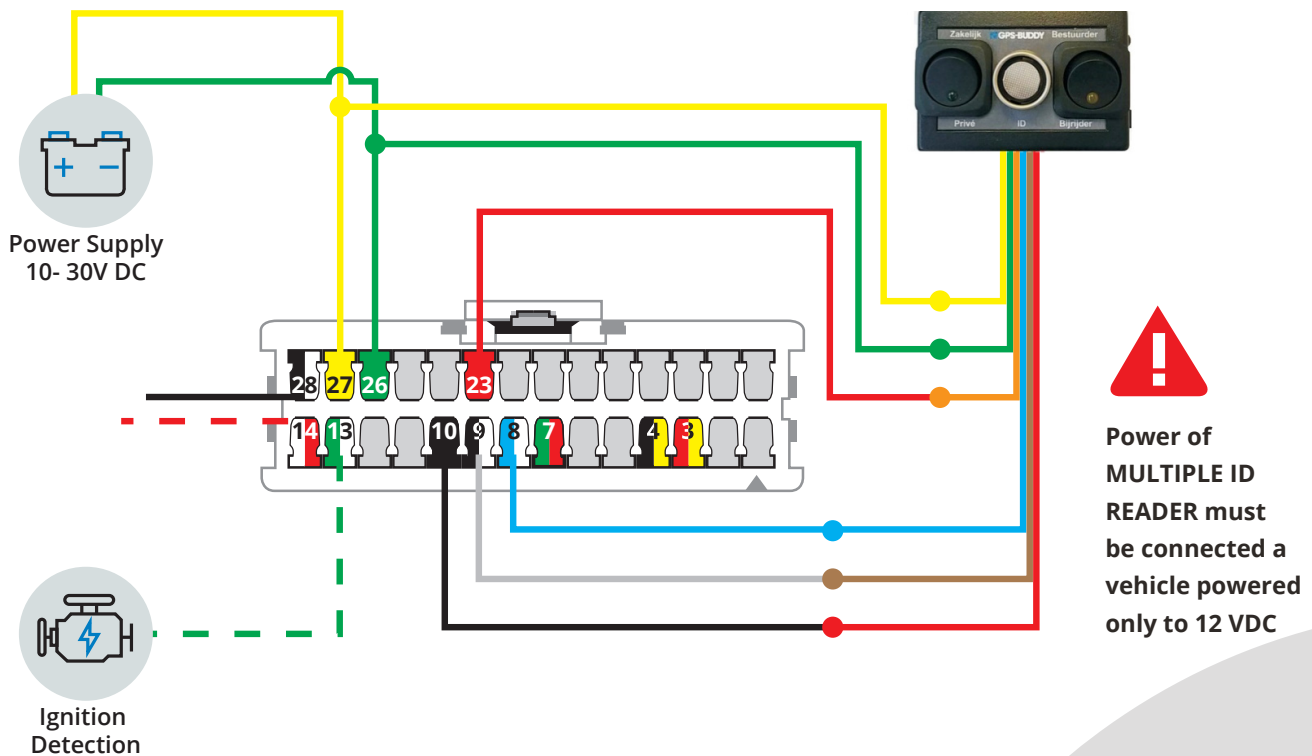 Zakelijk GPS-BUDDY Bestuurder
Privé ID Bijrijder
+ −
Power Supply
10- 30V DC
28 27 26 23
14 13 10 9 8 7 4 3
Power of
MULTIPLE ID
READER must
be connected a
vehicle powered
only to 12 VDC
Ignition
Detection